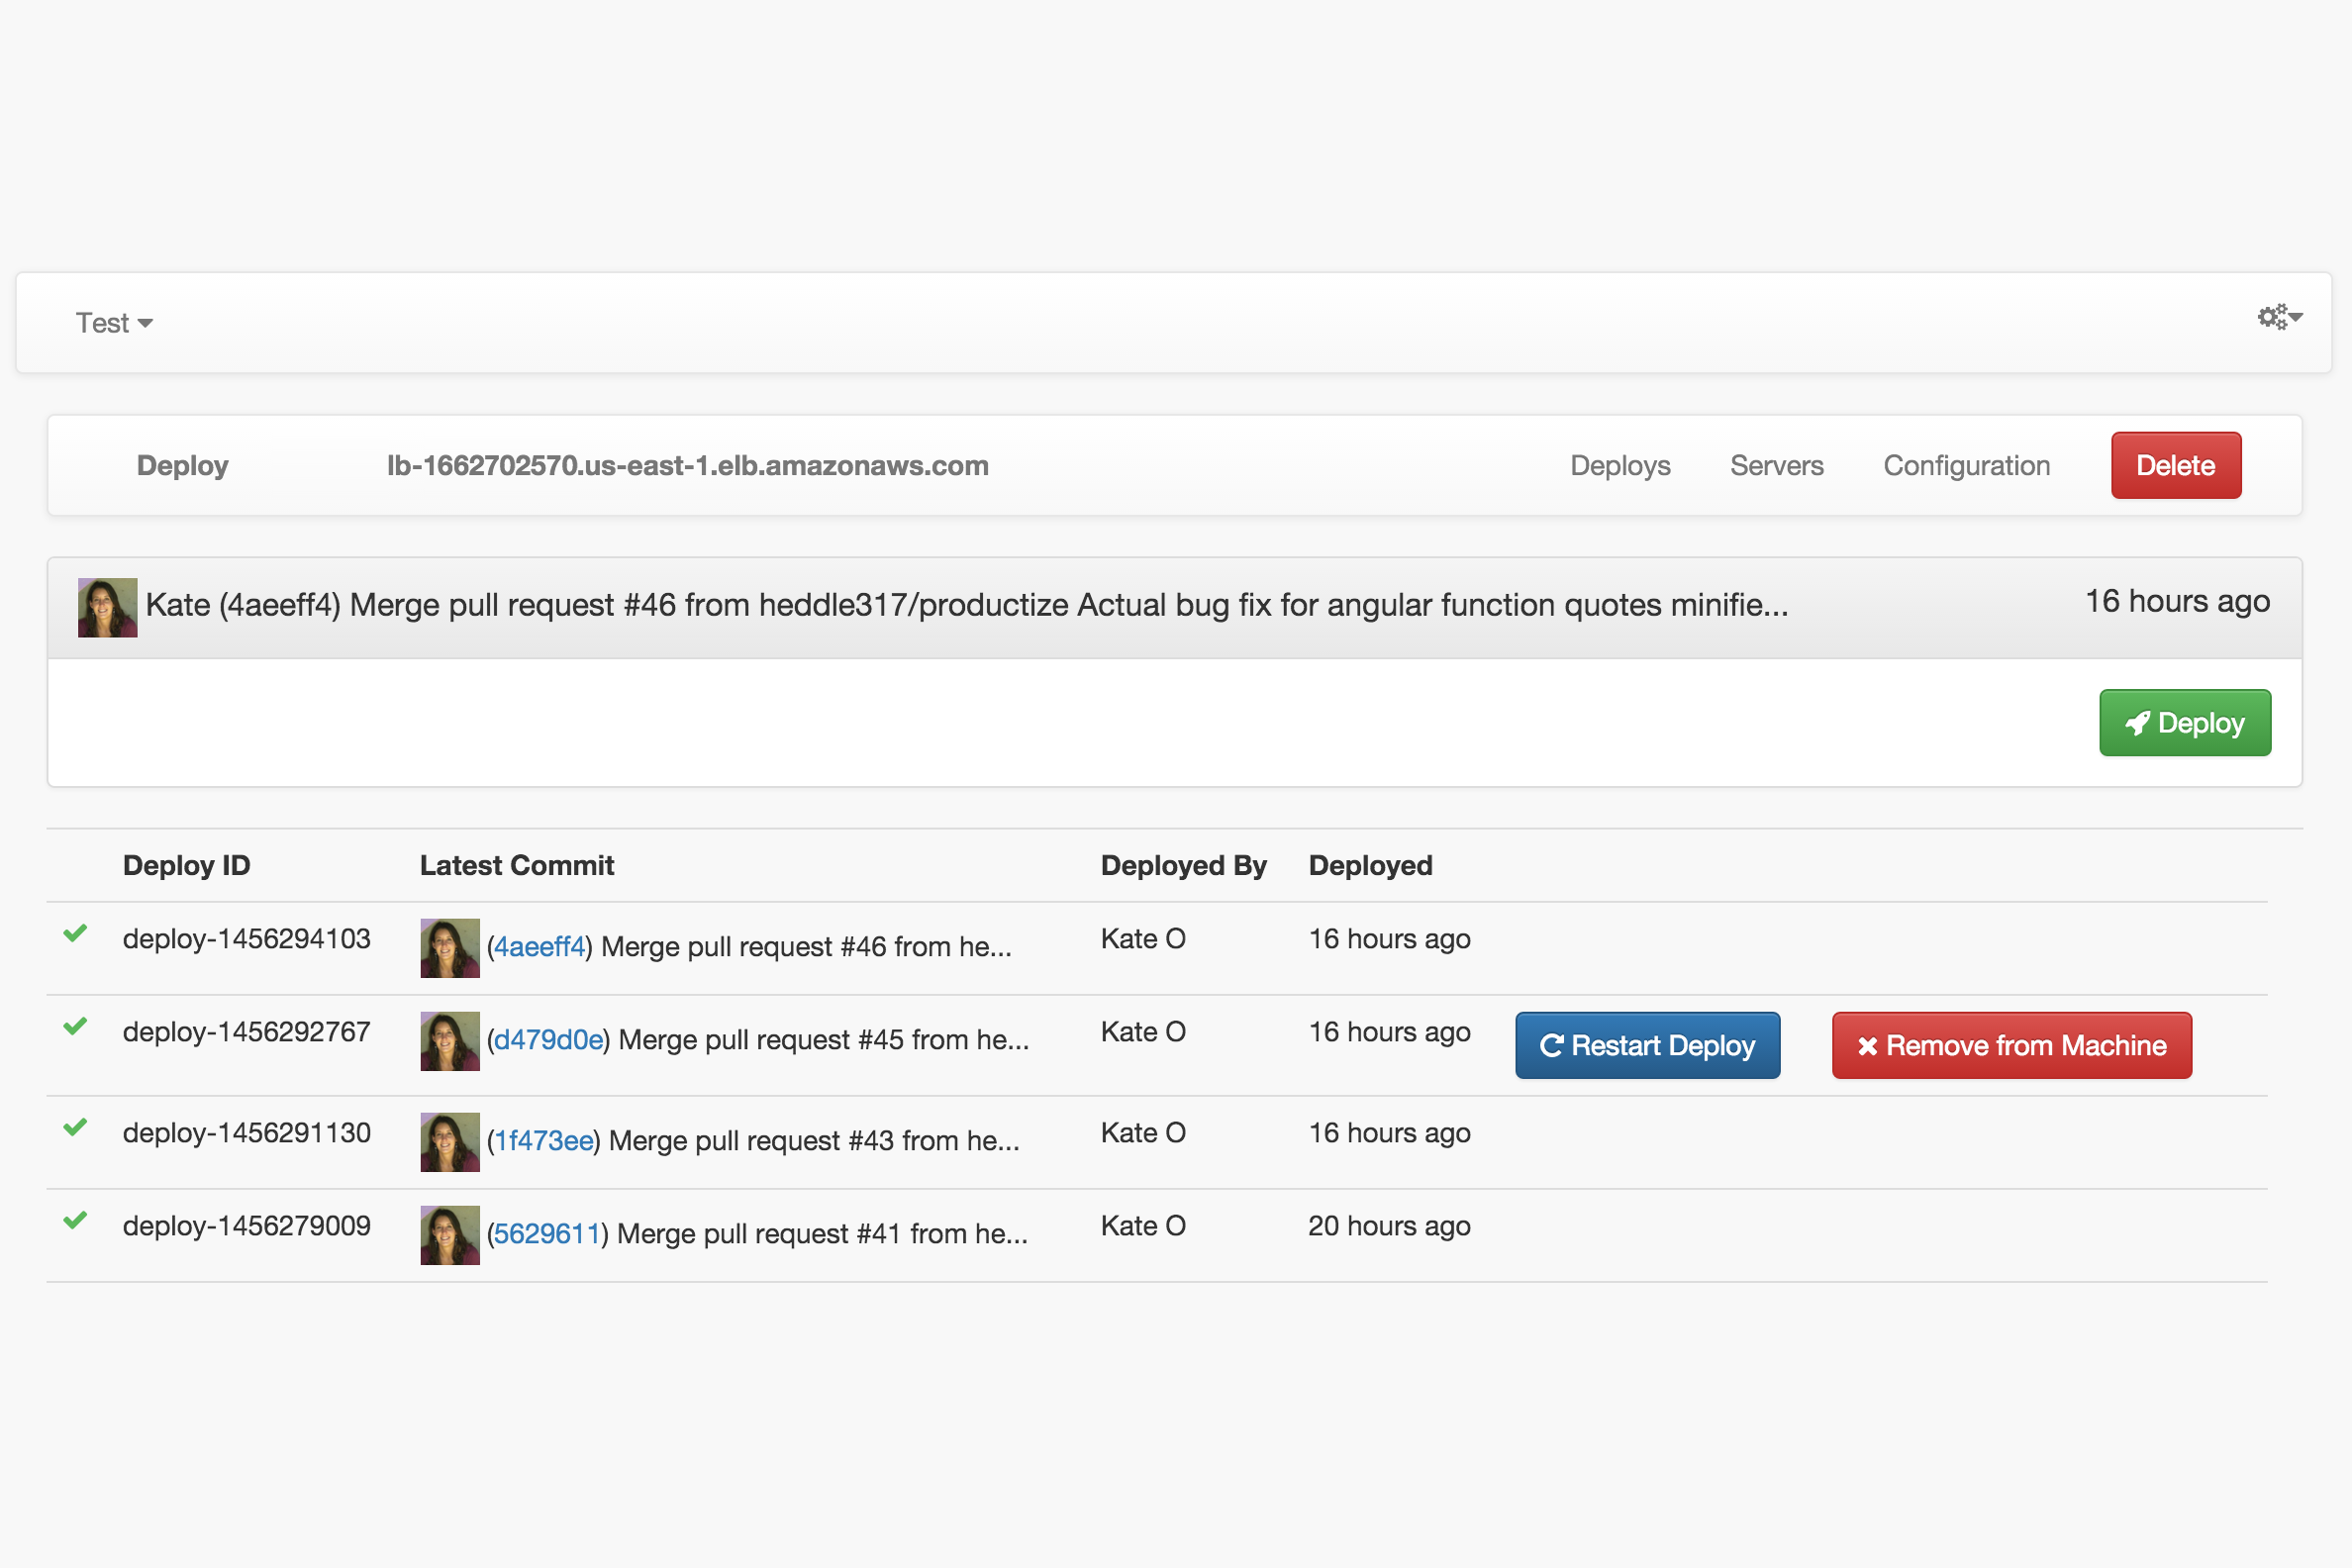 Test
Deploy lb-1662702570.us-east-1.elb.amazonaws.com Deploys Servers Configuration Delete
Kate (4aeeff4) Merge pull request #46 from heddle317/productize Actual bug fix for angular function quotes minifie... 16 hours ago
Deploy
Deploy ID Latest Commit Deployed By Deployed
deploy-1456294103 (4aeeff4) Merge pull request #46 from he... Kate O 16 hours ago
deploy-1456292767 (d479d0e) Merge pull request #45 from he... Kate O 16 hours ago Restart Deploy Remove from Machine
deploy-1456291130 (1f473ee) Merge pull request #43 from he... Kate O 16 hours ago
deploy-1456279009 (5629611) Merge pull request #41 from he... Kate O 20 hours ago